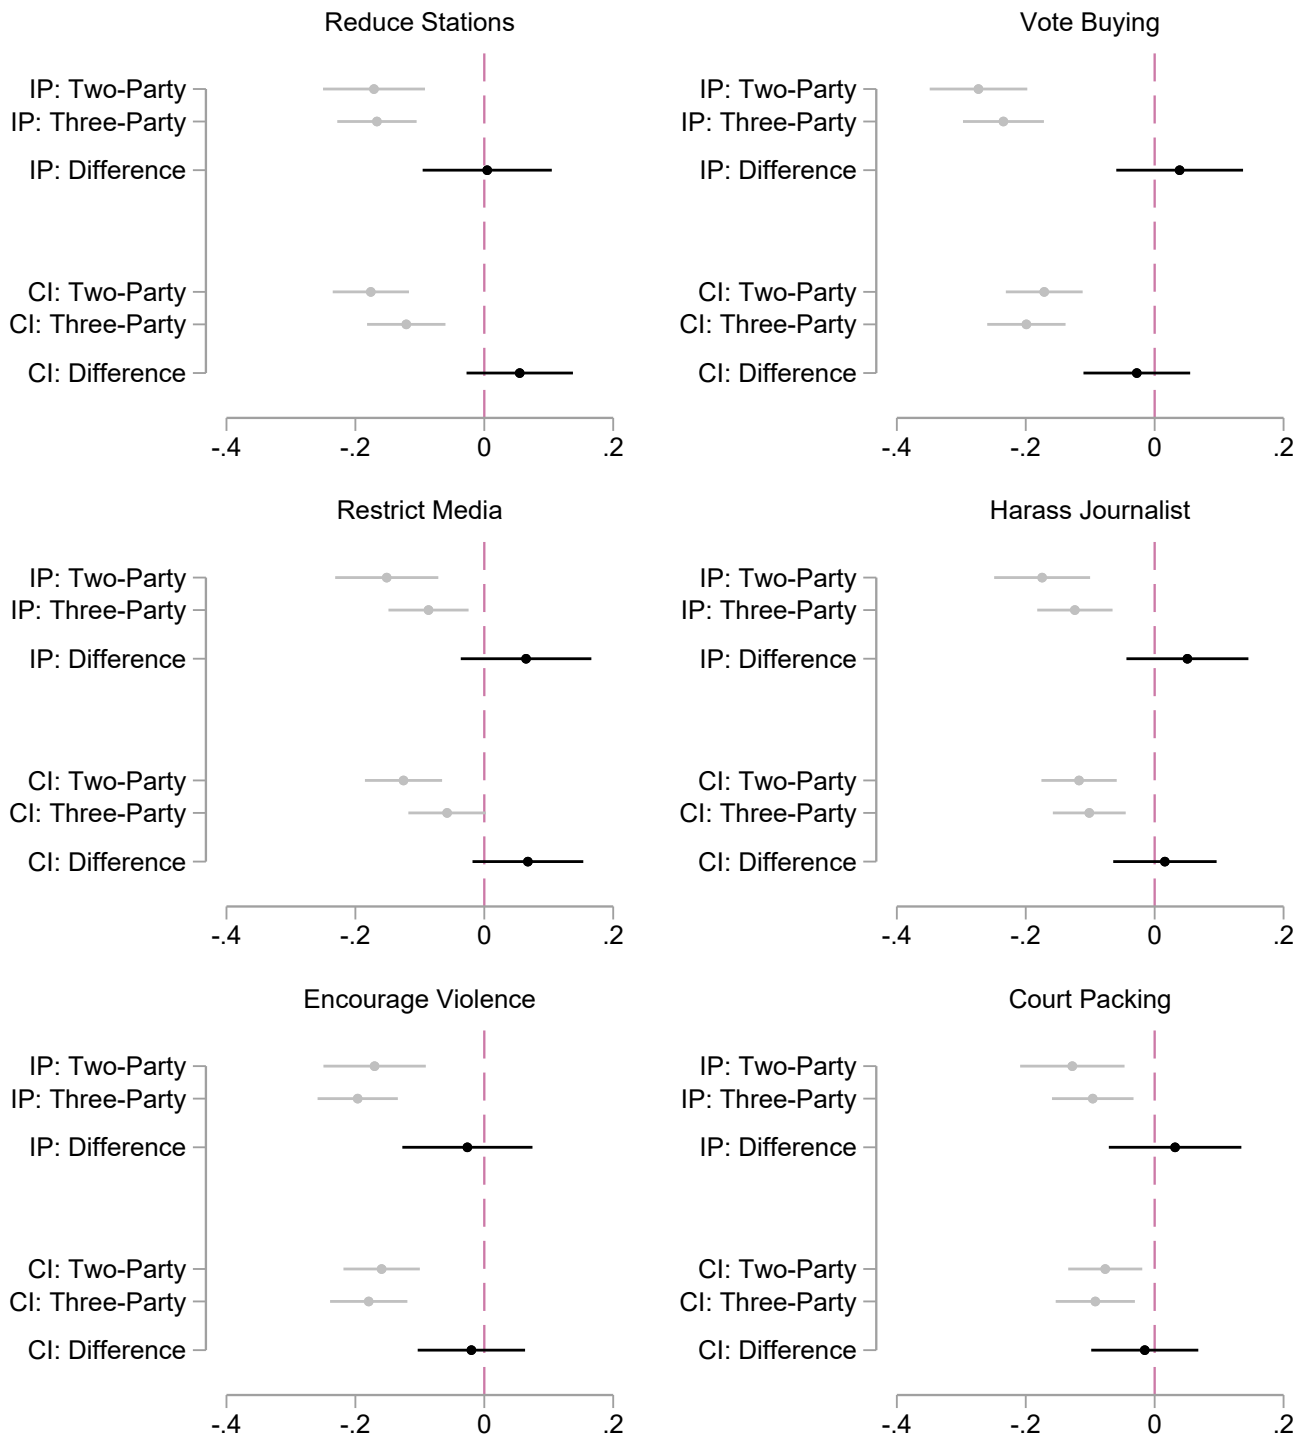 Reduce Stations
IP: Two-Party
IP: Three-Party
IP: Difference
CI: Two-Party
CI: Three-Party
CI: Difference
-.4 -.2 0 .2
Vote Buying
IP: Two-Party
IP: Three-Party
IP: Difference
CI: Two-Party
CI: Three-Party
CI: Difference
-.4 -.2 0 .2
Restrict Media
IP: Two-Party
IP: Three-Party
IP: Difference
CI: Two-Party
CI: Three-Party
CI: Difference
-.4 -.2 0 .2
Harass Journalist
IP: Two-Party
IP: Three-Party
IP: Difference
CI: Two-Party
CI: Three-Party
CI: Difference
-.4 -.2 0 .2
Encourage Violence
IP: Two-Party
IP: Three-Party
IP: Difference
CI: Two-Party
CI: Three-Party
CI: Difference
-.4 -.2 0 .2
Court Packing
IP: Two-Party
IP: Three-Party
IP: Difference
CI: Two-Party
CI: Three-Party
CI: Difference
-.4 -.2 0 .2